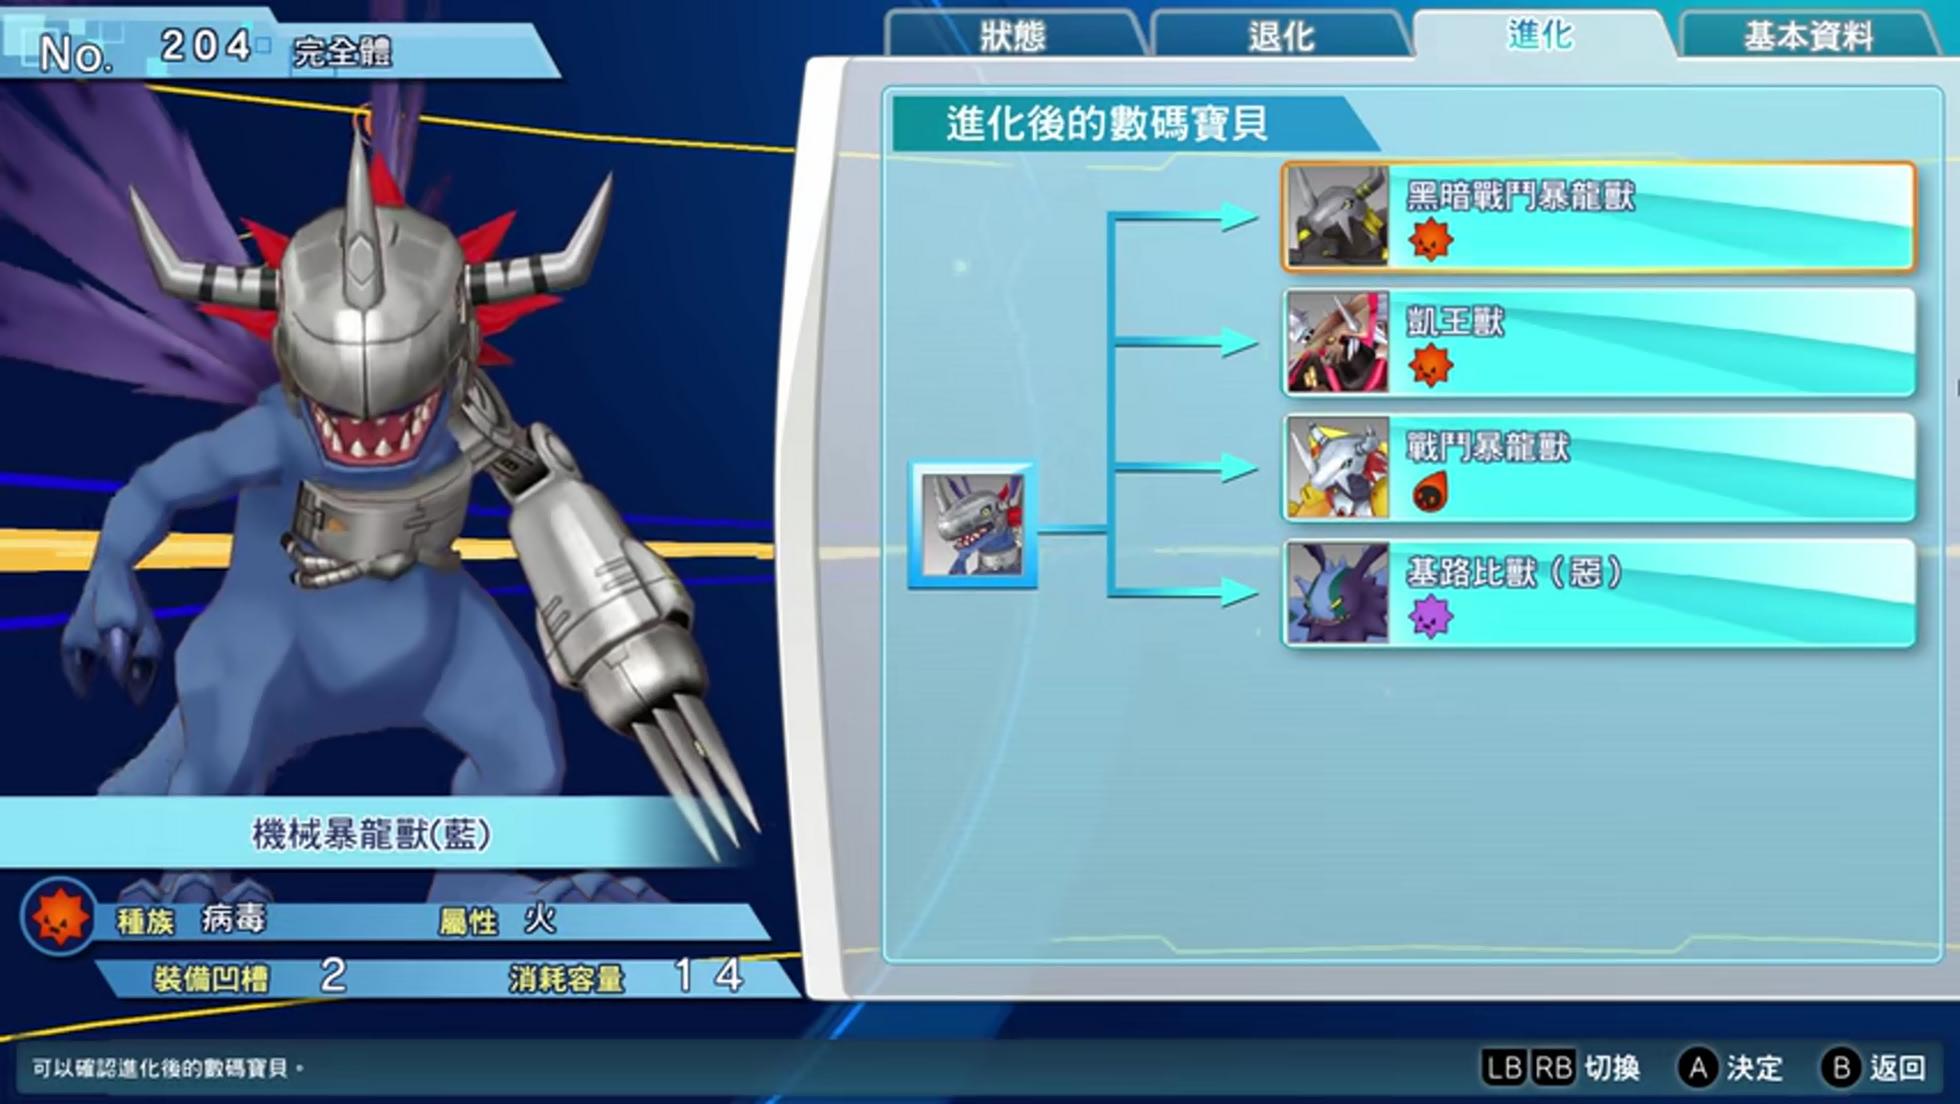 No. 204 完全體
狀態
退化
進化
基本資料
進化後的數碼寶貝
黑暗戰鬥暴龍獸
凱王獸
戰鬥暴龍獸
基路比獸（惡）
機械暴龍獸(藍)
種族 病毒 屬性 火
裝備凹槽 2 消耗容量 14
可以確認進化後的數碼寶貝。
LB RB 切換 A 決定 B 返回